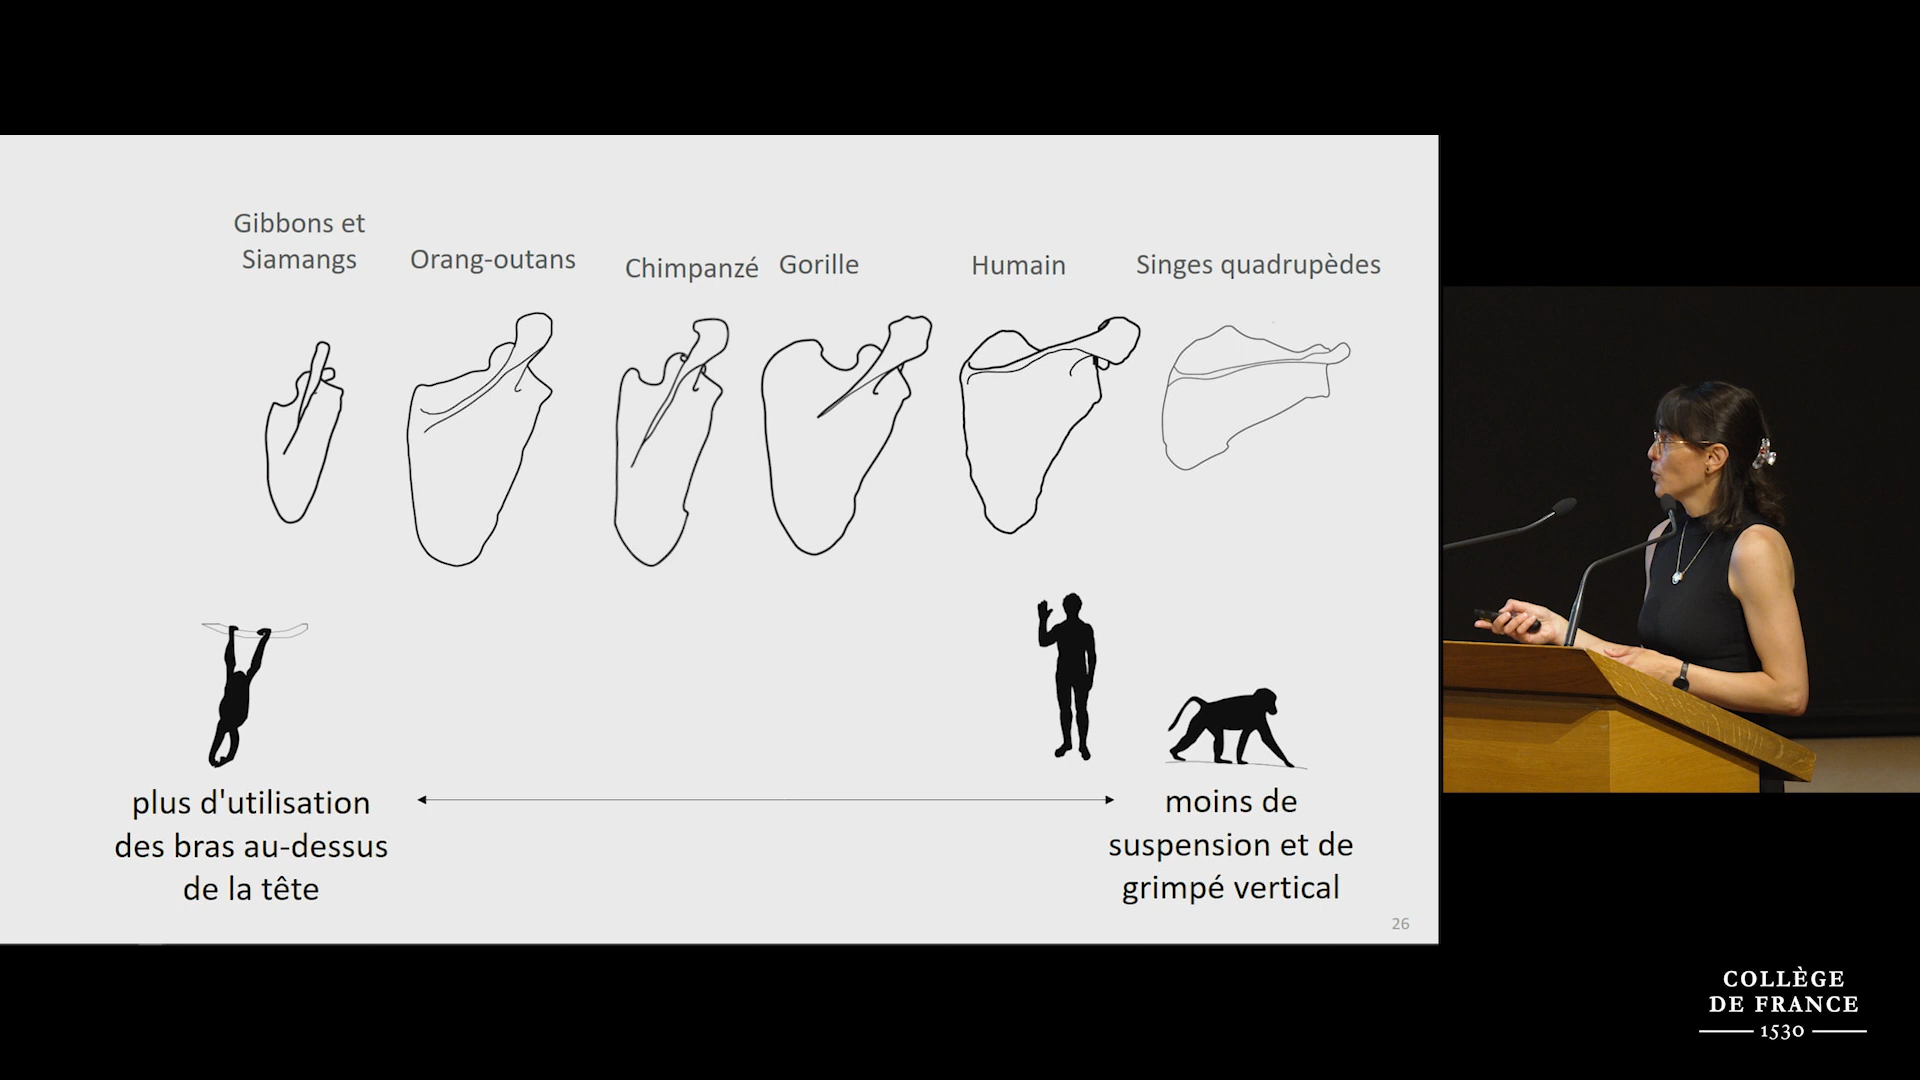 Gibbons et
Siamangs
Orang-outans
Chimpanzé
Gorille
Humain
Singes quadrupèdes
plus d'utilisation
des bras au-dessus
de la tête
moins de
suspension et de
grimpé vertical
26
COLLÈGE
DE FRANCE
1530